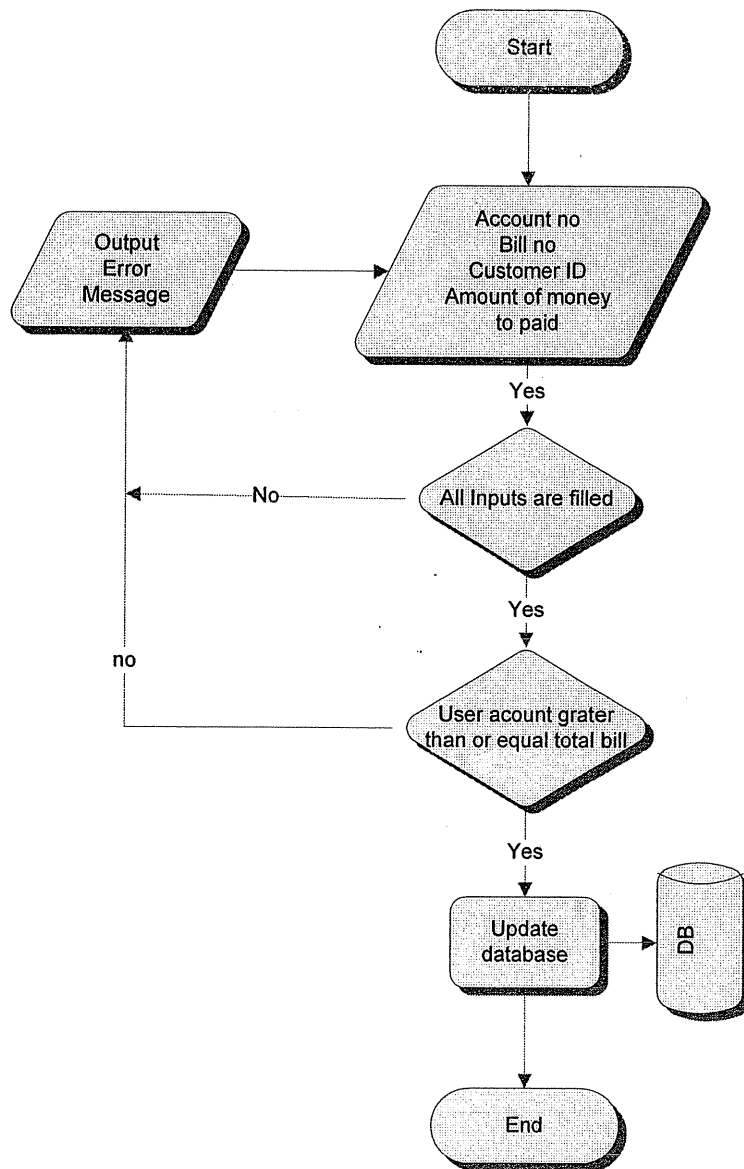 Start
Account no
Bill no
Customer ID
Amount of money
to paid
Output
Error
Message
Yes
All Inputs are filled
No
Yes
User acount grater
than or equal total bill
no
Yes
Update
database
DB
End